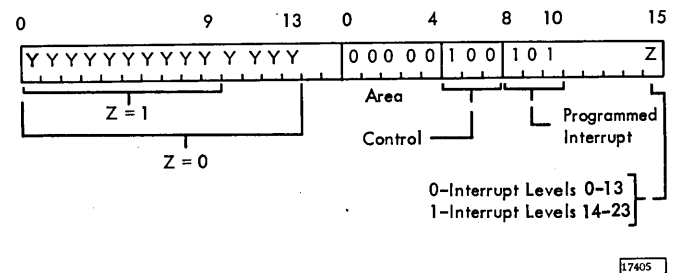 0 9 13 0 4 8 10 15
Y Y Y Y Y Y Y Y Y Y Y Y Y Y 0 0 0 0 0 1 0 0 1 0 1 Z
Z = 1
Area
Programmed
Control
Interrupt
Z = 0
0-Interrupt Levels 0-13
1-Interrupt Levels 14-23
17405